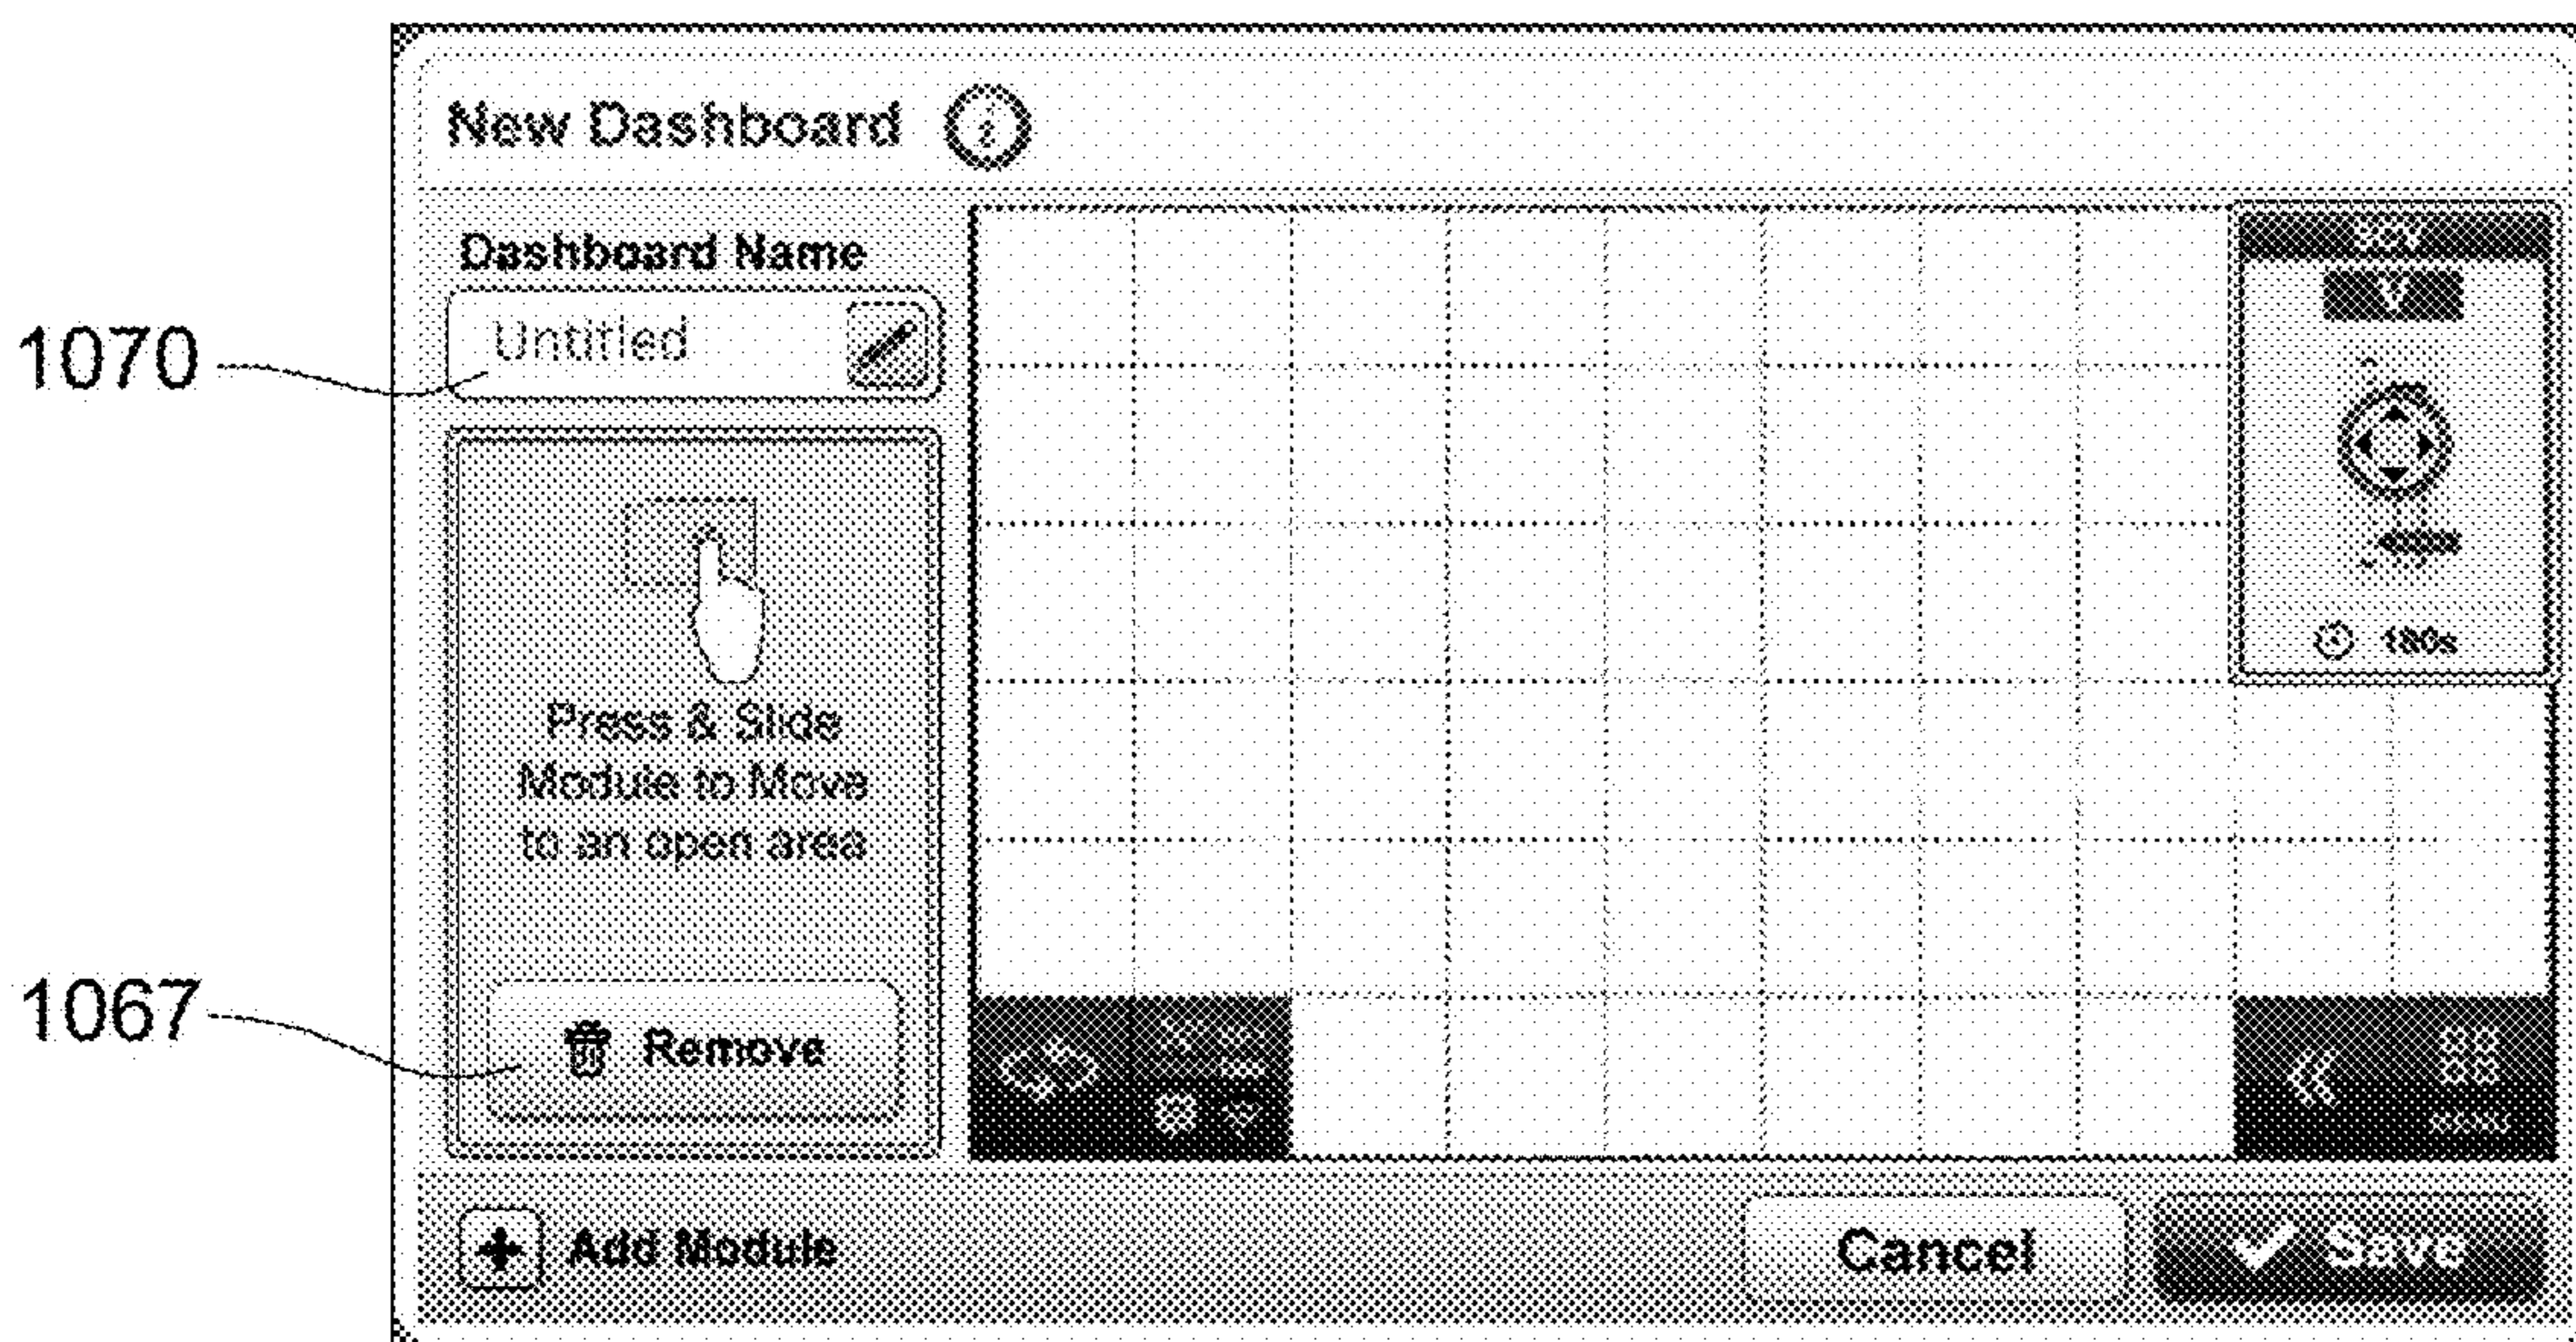 New Dashboard i
Dashboard Name
Untitled
1070
V
180s
Press & Slide
Module to Move
to an open area
1067
Remove
Add Module
Cancel
Save